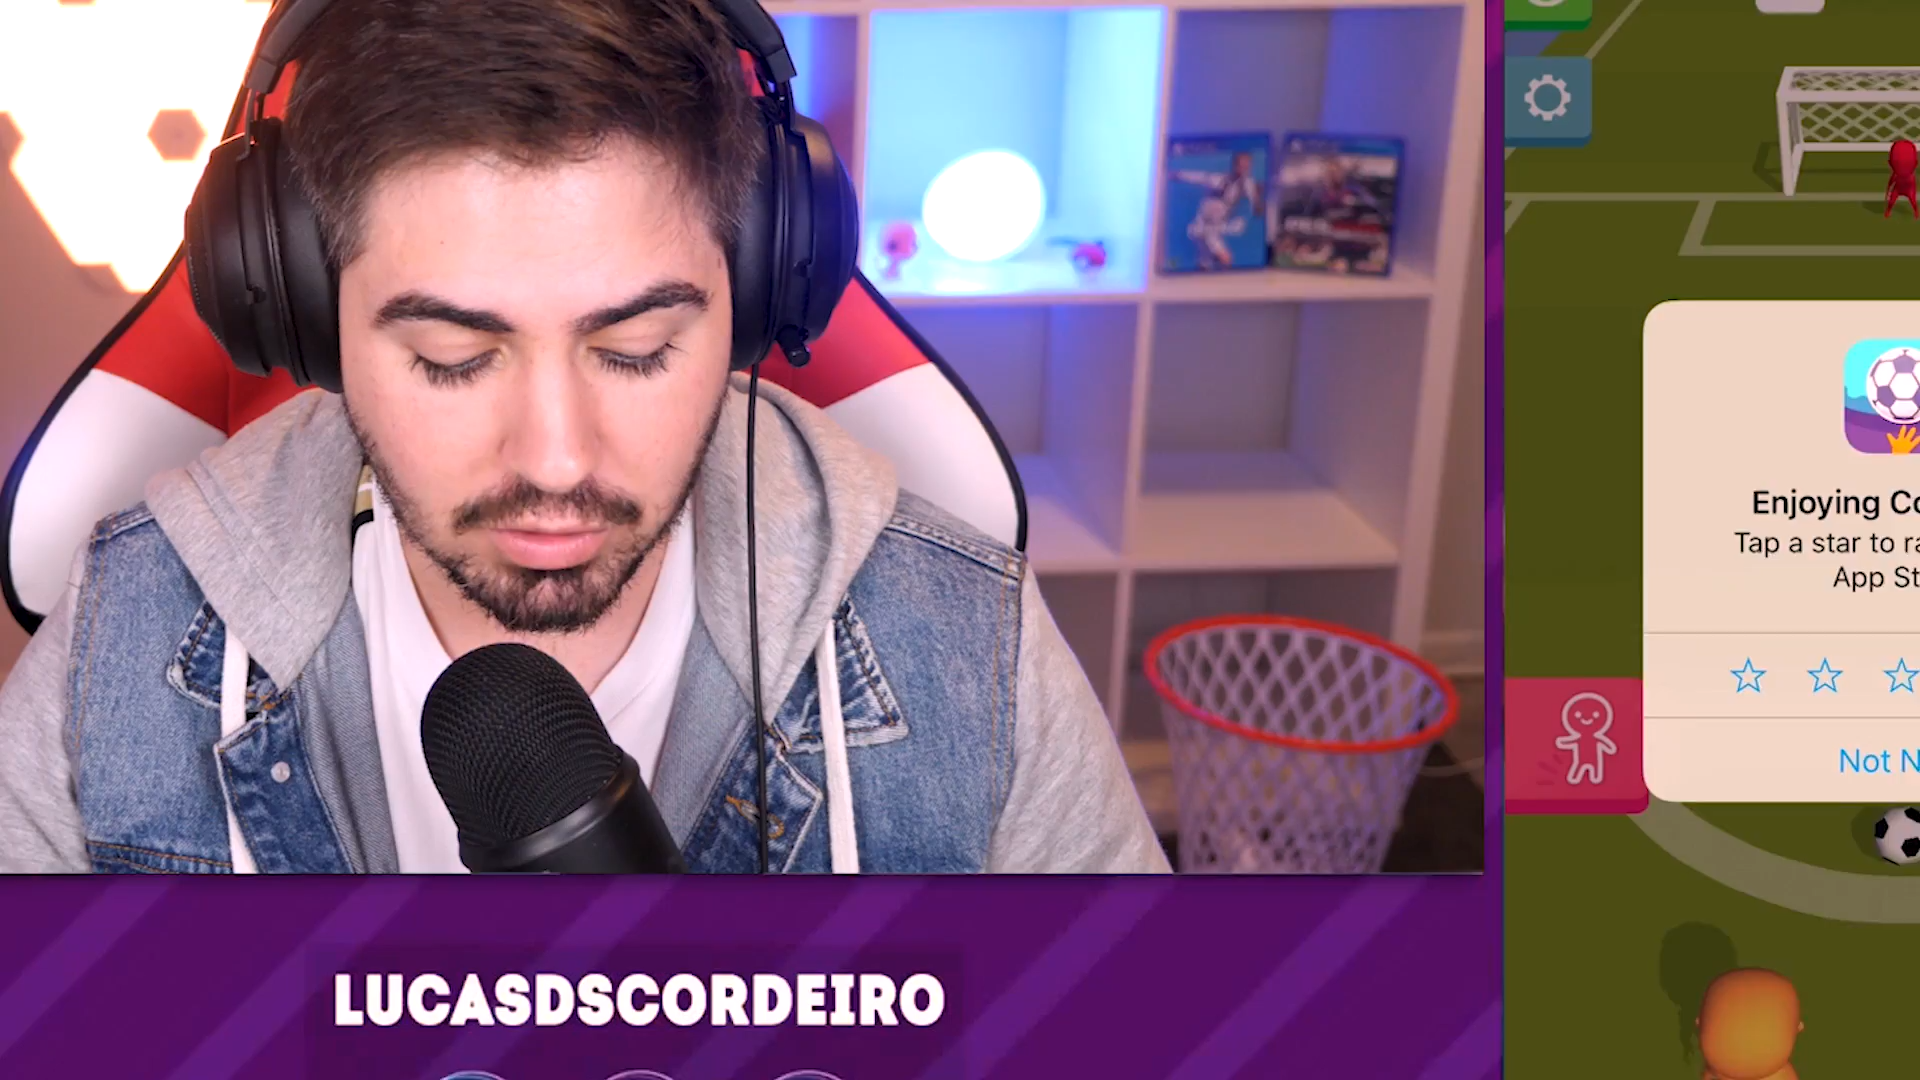 LUCASDSCORDEIRO
Enjoying Co
Tap a star to ra
App St
Not N